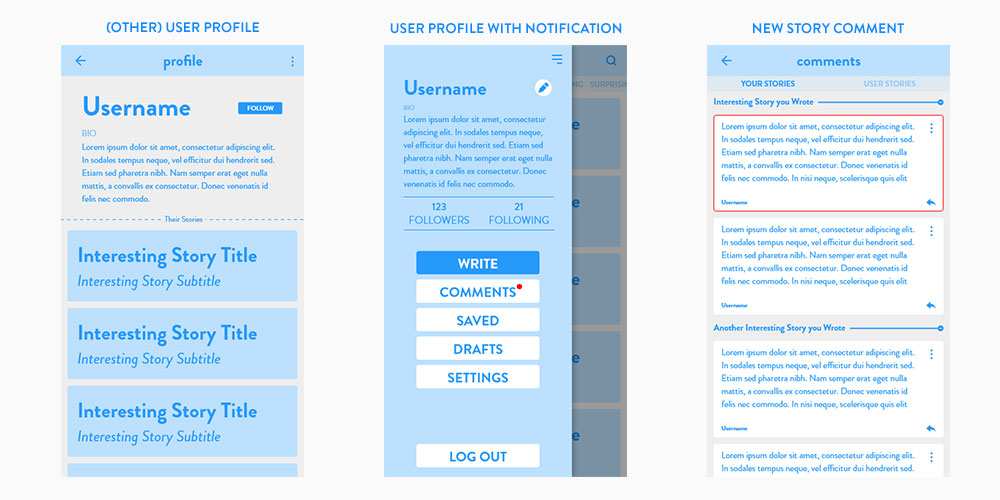 (OTHER) USER PROFILE
profile
Username
FOLLOW
BIO
Lorem ipsum dolor sit amet, consectetur adipiscing elit.
In sodales tempus neque, vel efficitur dui hendrerit sed.
Etiam sed pharetra nibh. Nam semper erat eget nulla
mattis, a convallis ex consectetur. Donec venenatis id
felis nec commodo.
Their Stories
Interesting Story Title
Interesting Story Subtitle
Interesting Story Title
Interesting Story Subtitle
Interesting Story Title
Interesting Story Subtitle
USER PROFILE WITH NOTIFICATION
Username
BIO
Lorem ipsum dolor sit amet, consectetur
adipiscing elit. In sodales tempus neque,
vel efficitur dui hendrerit sed. Etiam sed
pharetra nibh. Nam semper erat eget nulla
mattis, a convallis ex consectetur. Donec
venenatis id felis nec commodo.
123
FOLLOWERS
21
FOLLOWING
WRITE
COMMENTS
SAVED
DRAFTS
SETTINGS
LOG OUT
NG SURPRISIN
e
e
e
e
e
NEW STORY COMMENT
comments
YOUR STORIES USER STORIES
Interesting Story you Wrote
Lorem ipsum dolor sit amet, consectetur adipiscing elit.
In sodales tempus neque, vel efficitur dui hendrerit sed.
Etiam sed pharetra nibh. Nam semper erat eget nulla
mattis, a convallis ex consectetur. Donec venenatis id
felis nec commodo. In nisi neque, scelerisque quis elit
Username
Lorem ipsum dolor sit amet, consectetur adipiscing elit.
In sodales tempus neque, vel efficitur dui hendrerit sed.
Etiam sed pharetra nibh. Nam semper erat eget nulla
mattis, a convallis ex consectetur. Donec venenatis id
felis nec commodo. In nisi neque, scelerisque quis elit
Username
Another Interesting Story you Wrote
Lorem ipsum dolor sit amet, consectetur adipiscing elit.
In sodales tempus neque, vel efficitur dui hendrerit sed.
Etiam sed pharetra nibh. Nam semper erat eget nulla
mattis, a convallis ex consectetur. Donec venenatis id
felis nec commodo. In nisi neque, scelerisque quis elit
Username
Lorem ipsum dolor sit amet, consectetur adipiscing elit.
In sodales tempus neque, vel efficitur dui hendrerit sed.